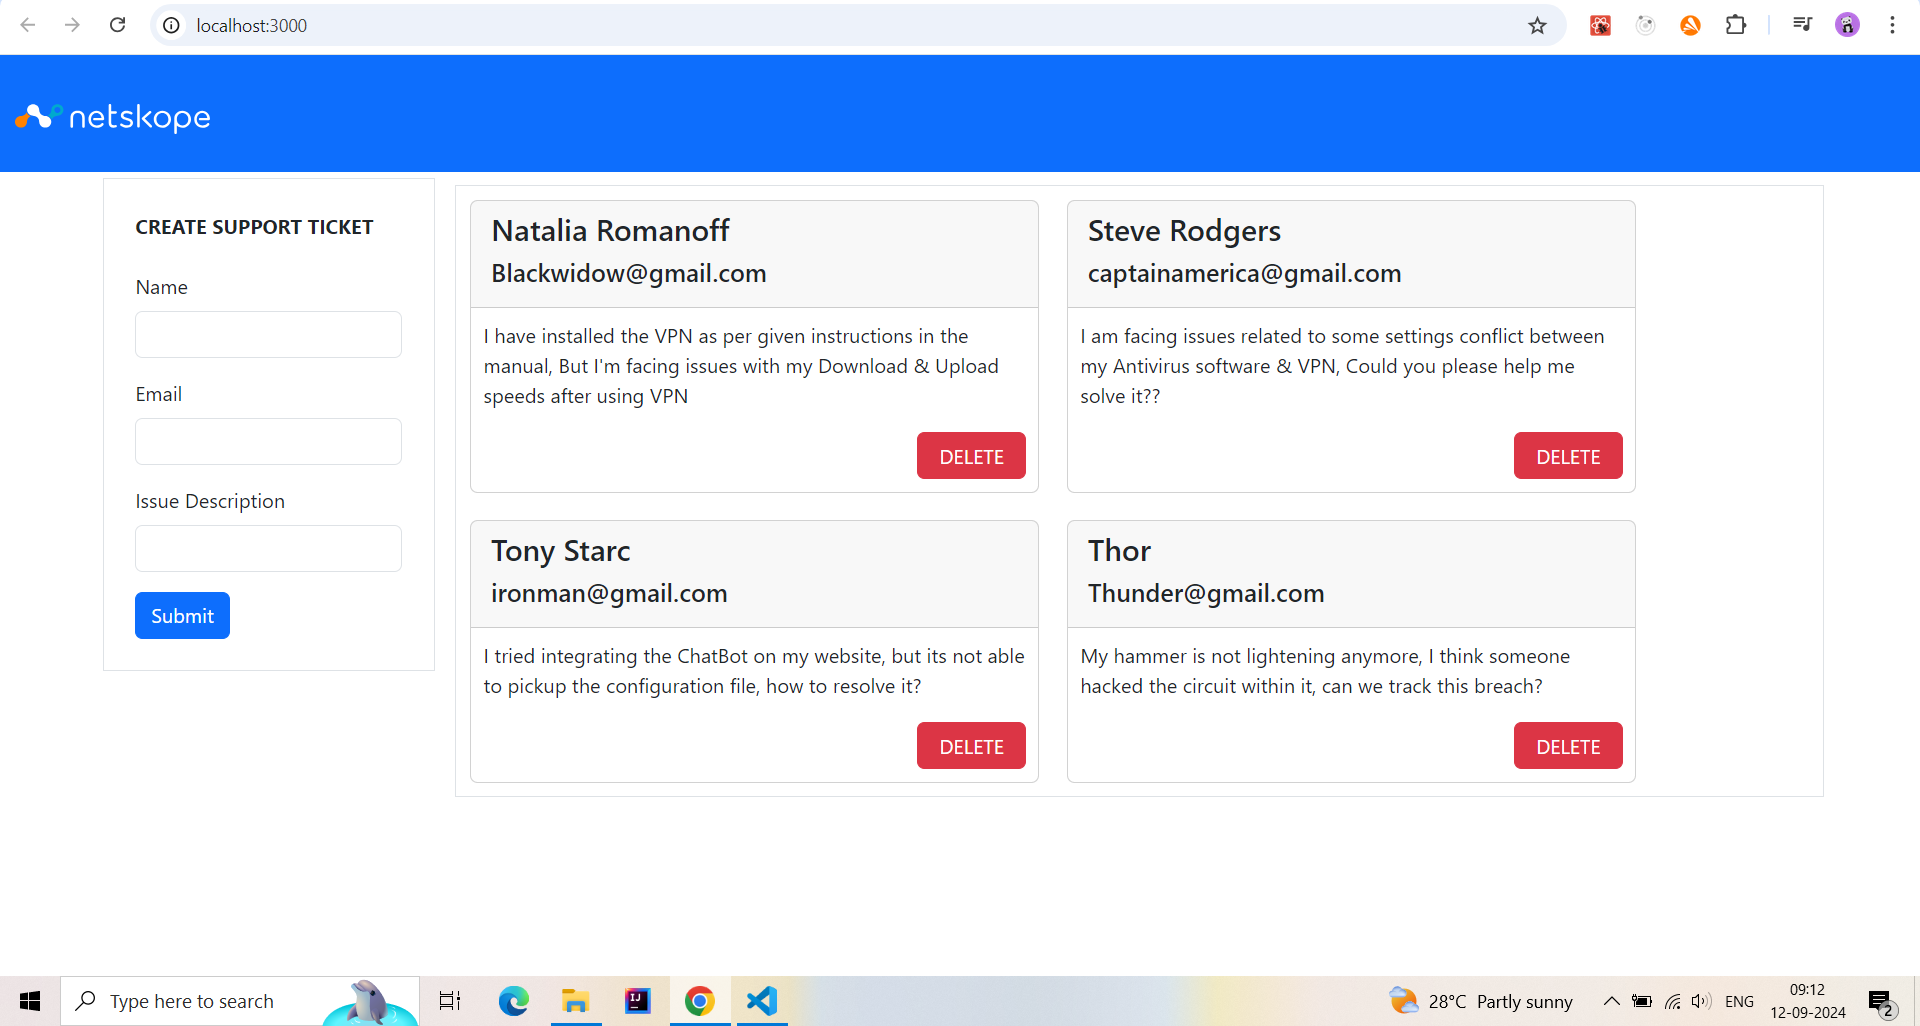 localhost:3000
netskope
CREATE SUPPORT TICKET
Name
Email
Issue Description
Submit
Natalia Romanoff
Blackwidow@gmail.com
I have installed the VPN as per given instructions in the
manual, But I'm facing issues with my Download & Upload
speeds after using VPN
DELETE
Steve Rodgers
captainamerica@gmail.com
I am facing issues related to some settings conflict between
my Antivirus software & VPN, Could you please help me
solve it??
DELETE
Tony Starc
ironman@gmail.com
I tried integrating the ChatBot on my website, but its not able
to pickup the configuration file, how to resolve it?
DELETE
Thor
Thunder@gmail.com
My hammer is not lightening anymore, I think someone
hacked the circuit within it, can we track this breach?
DELETE
Type here to search
IJ
28°C Partly sunny
ENG
09:12
12-09-2024
2